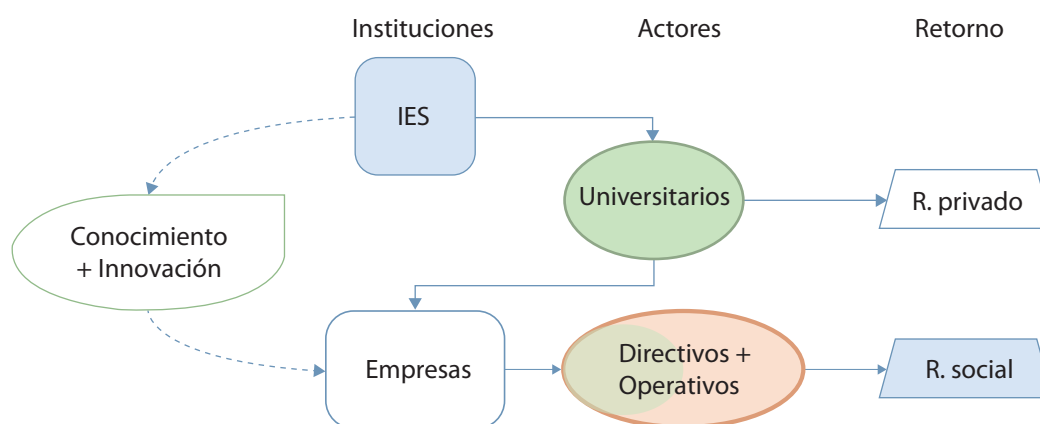 Instituciones
Actores
Retorno
IES
Universitarios
R. privado
Conocimiento
+ Innovación
Empresas
Directivos +
Operativos
R. social